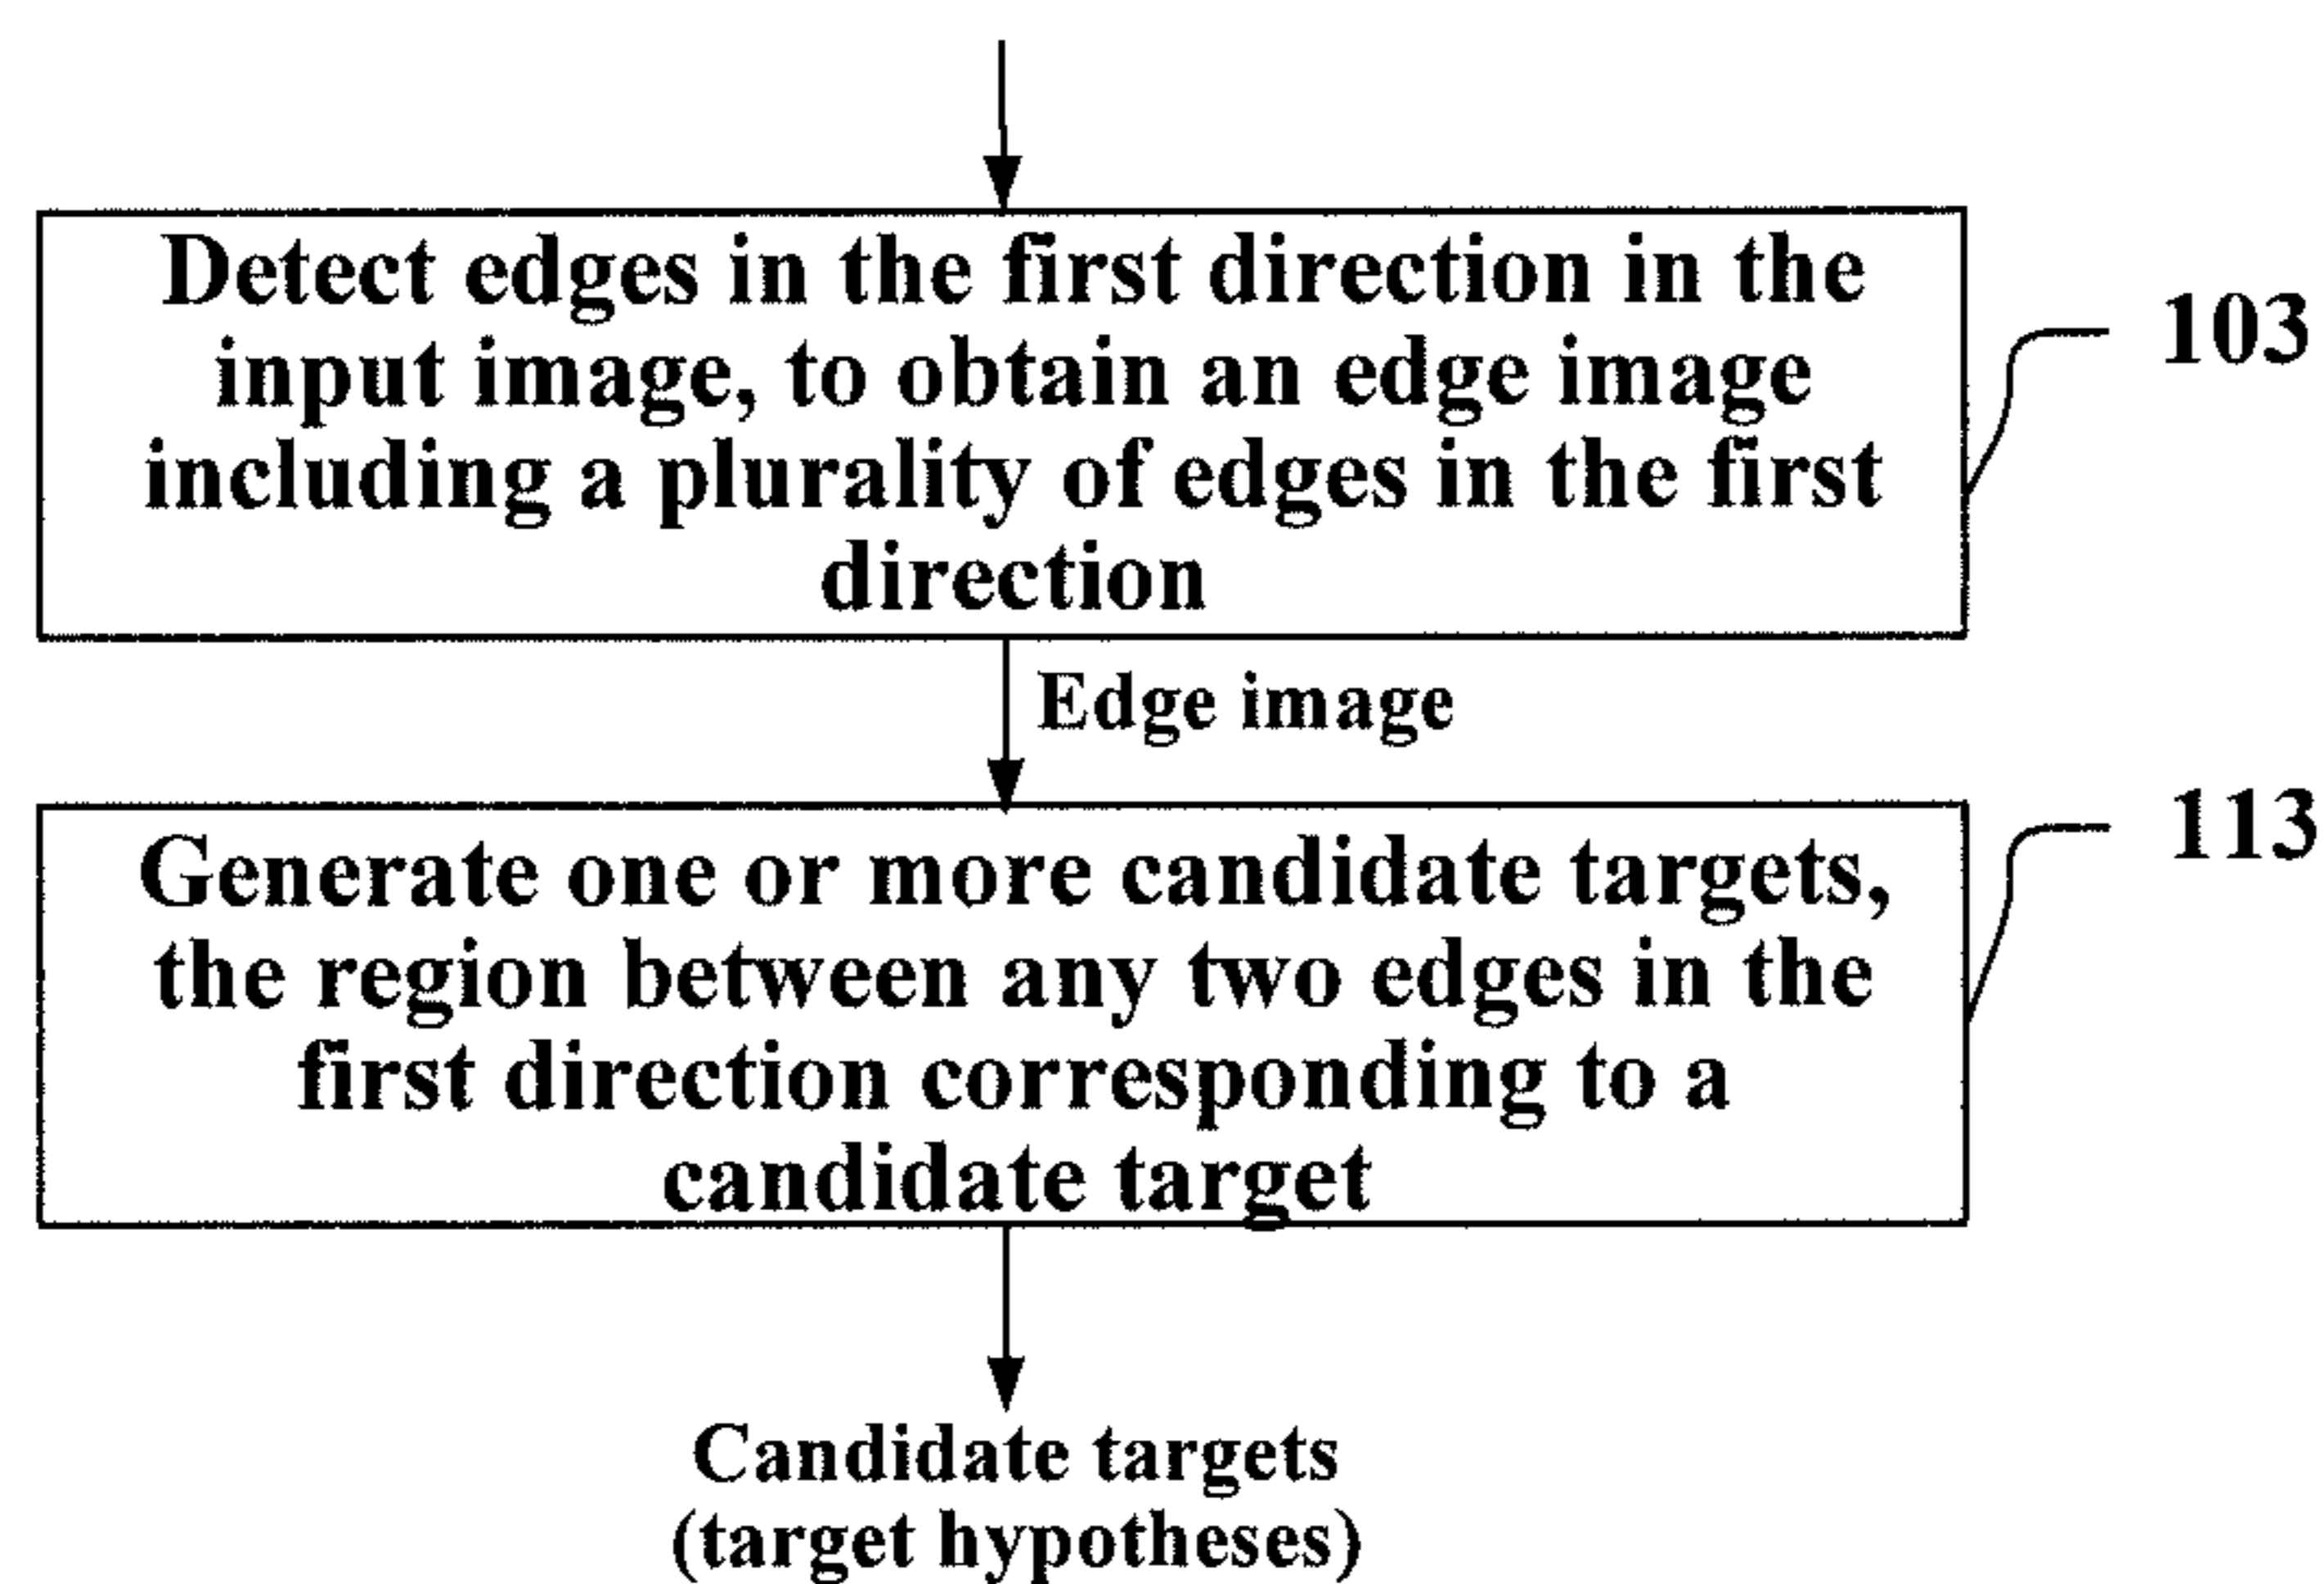 Detect edges in the first direction in the
input image, to obtain an edge image
including a plurality of edges in the first
direction
103
Edge image
Generate one or more candidate targets,
the region between any two edges in the
first direction corresponding to a
candidate target
113
Candidate targets
(target hypotheses)